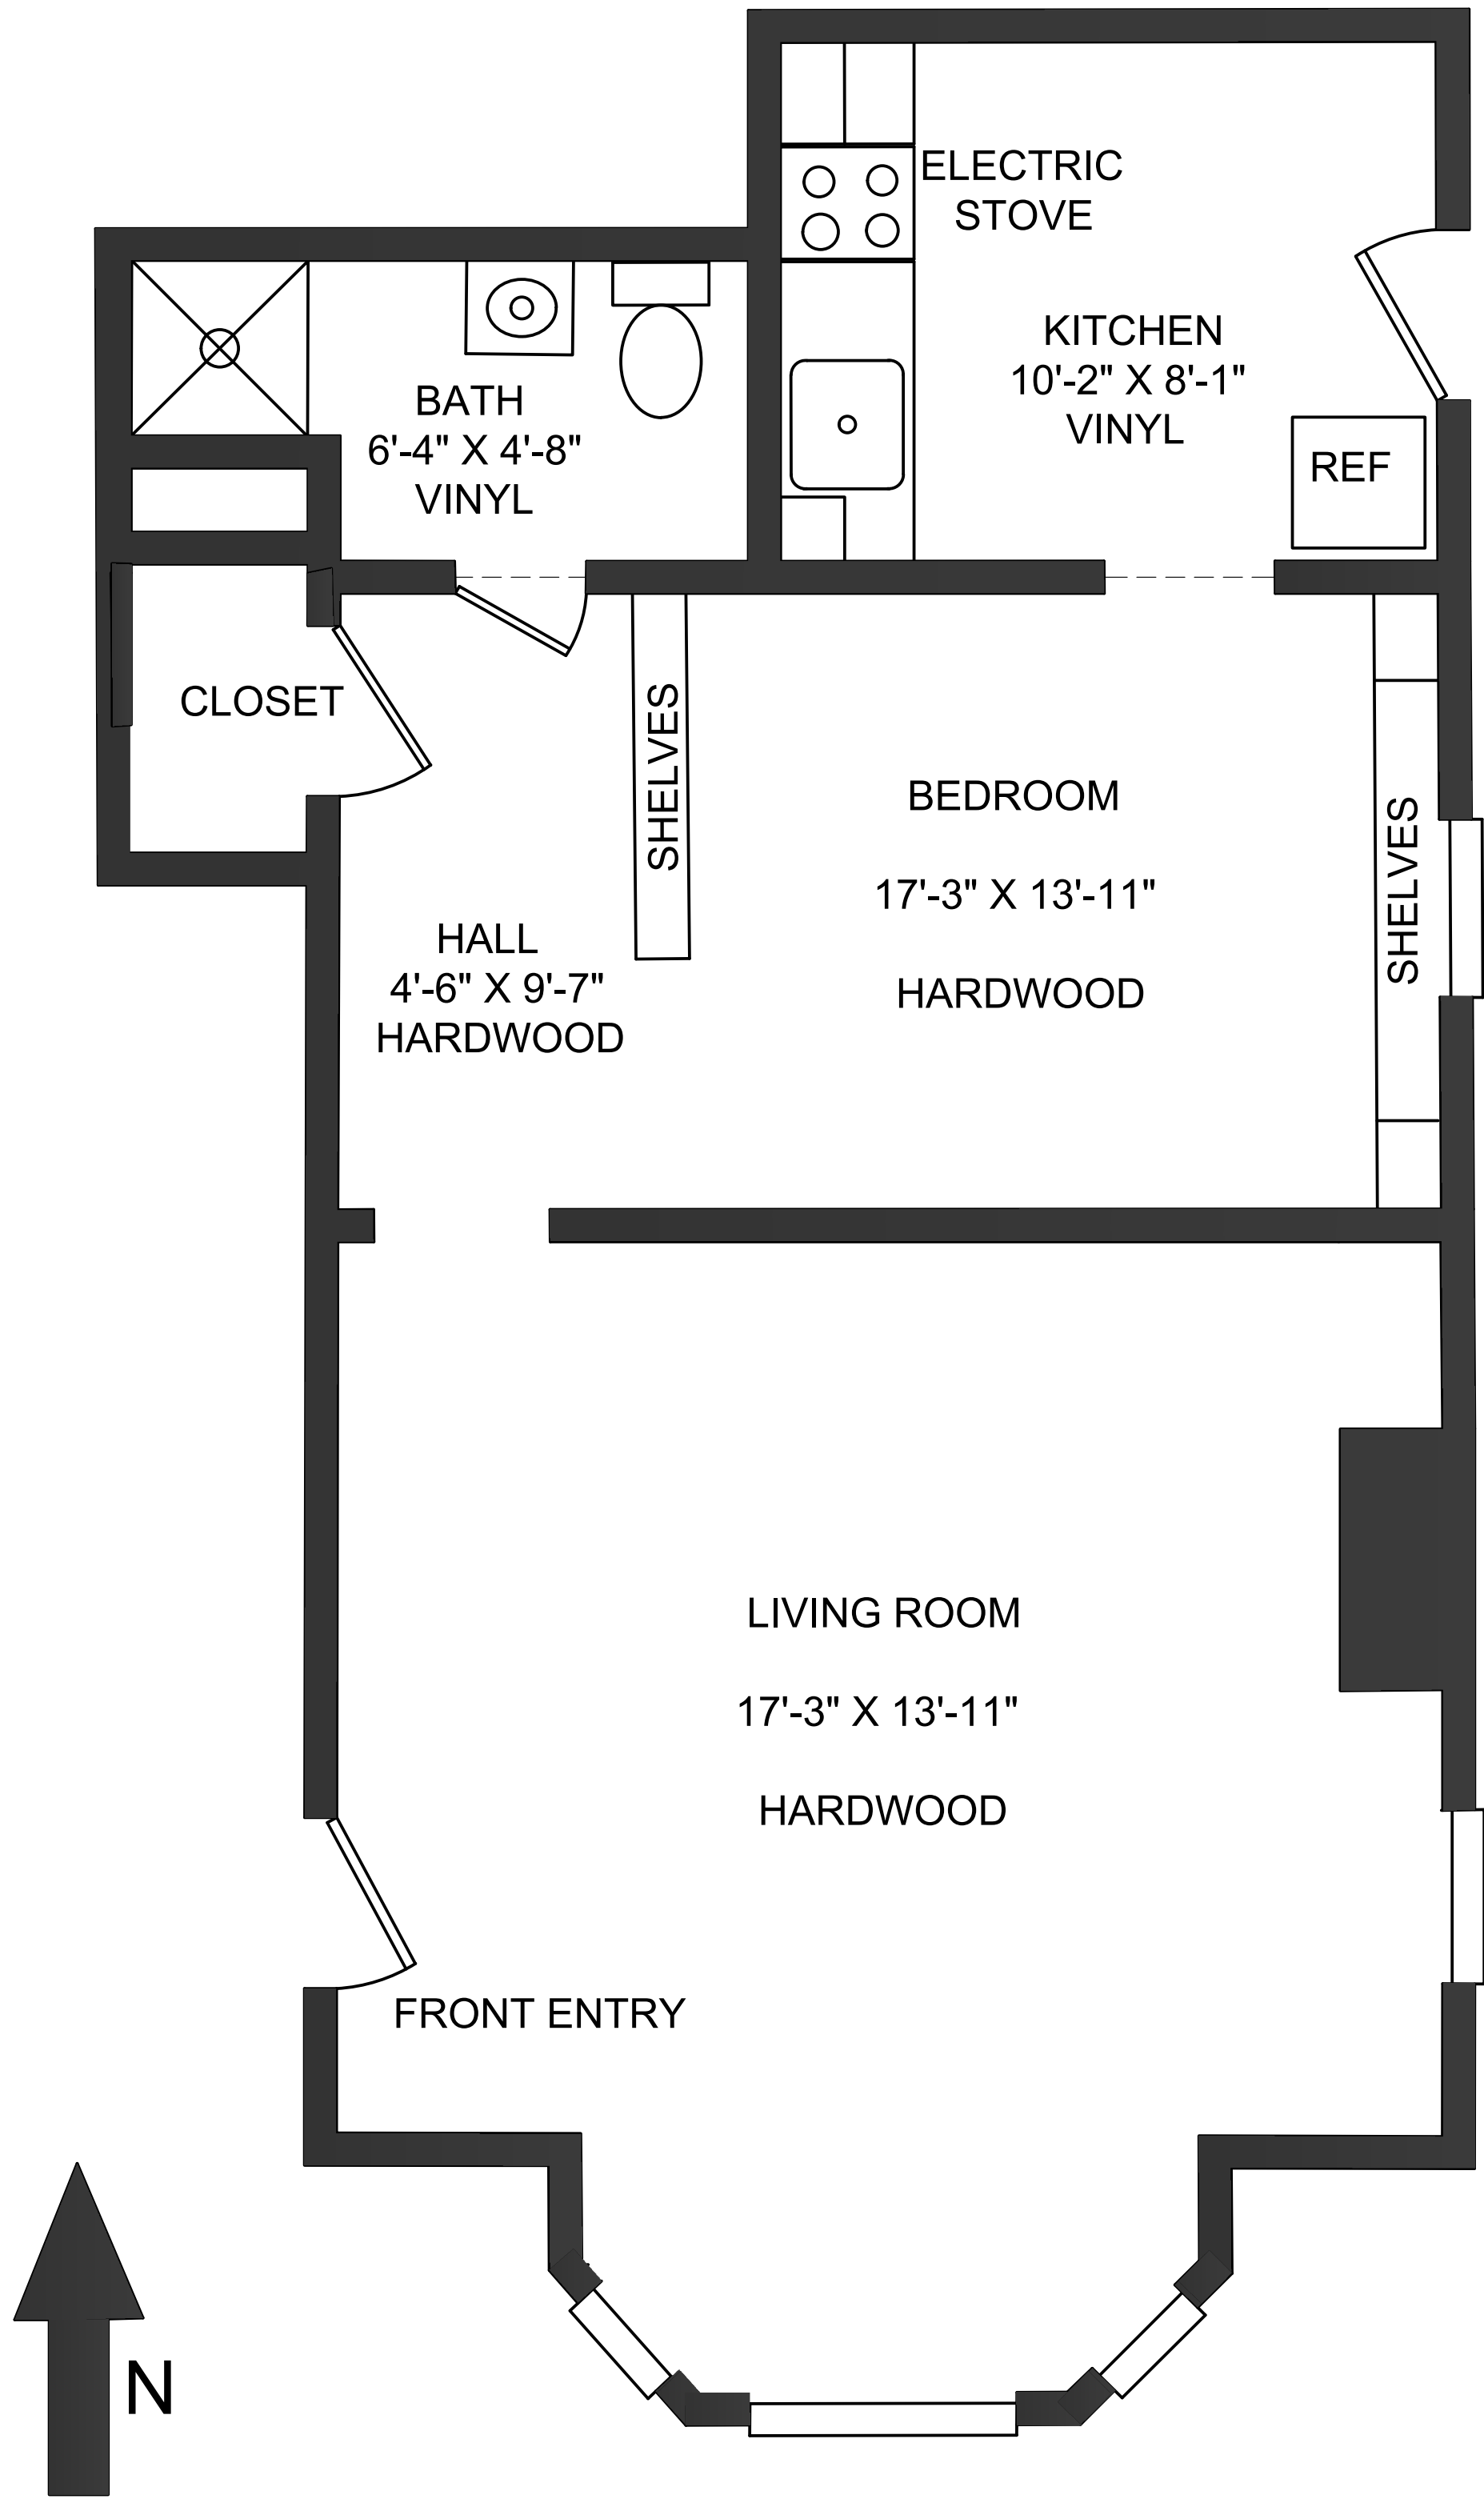 ELECTRIC
STOVE
KITCHEN
10'-2" X 8'-1"
VINYL
REF
BATH
6'-4" X 4'-8"
VINYL
CLOSET
SHELVES
BEDROOM
17'-3" X 13'-11"
HARDWOOD
SHELVES
HALL
4'-6" X 9'-7"
HARDWOOD
LIVING ROOM
17'-3" X 13'-11"
HARDWOOD
FRONT ENTRY
N